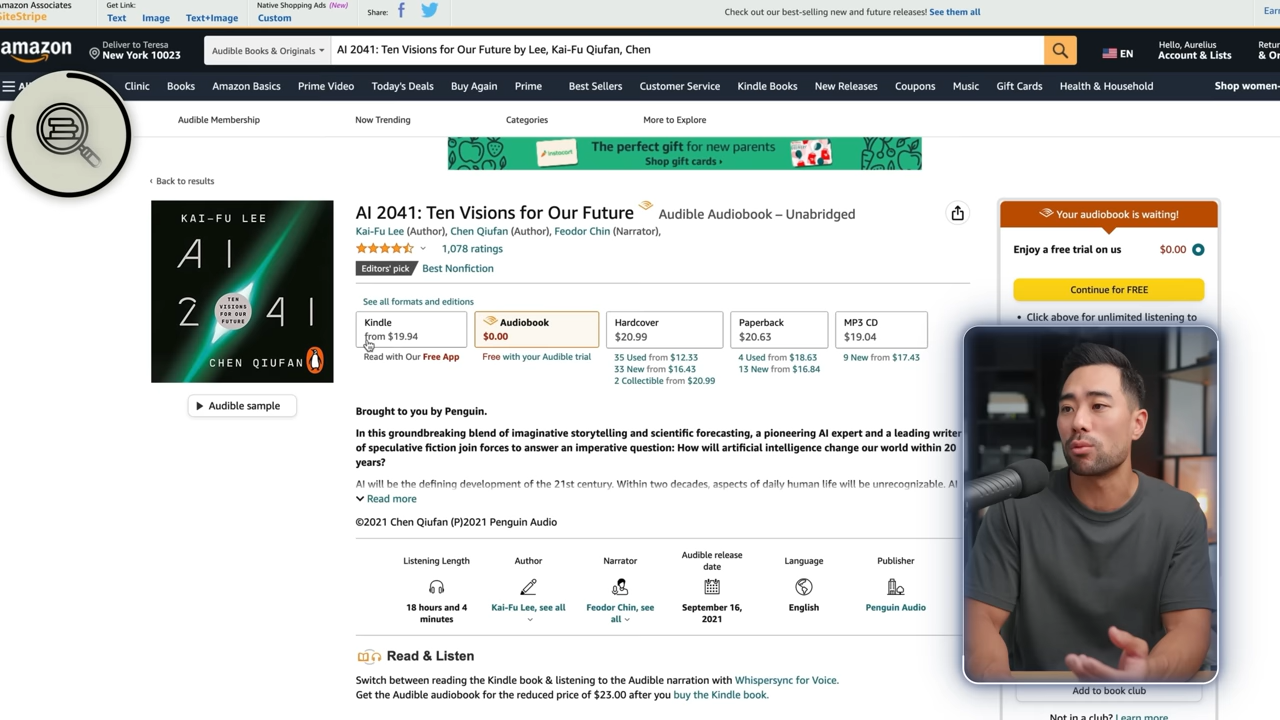 Amazon Associates
SiteStripe
Get Link:
Text Image Text+Image
Native Shopping Ads (New)
Custom
Share:
Check out our best-selling new and future releases! See them all
amazon
Deliver to Teresa
New York 10023
Audible Books & Originals
AI 2041: Ten Visions for Our Future by Lee, Kai-Fu Qiufan, Chen
EN
Hello, Aurelius
Account & Lists
Clinic Books Amazon Basics Prime Video Today's Deals Buy Again Prime Best Sellers Customer Service Kindle Books New Releases Coupons Music Gift Cards Health & Household
Audible Membership Now Trending Categories More to Explore
instacart
The perfect gift for new parents
Shop gift cards ›
‹ Back to results
KAI-FU LEE
AI
2041
TEN
VISIONS
FOR OUR
FUTURE
CHEN QIUFAN
Audible sample
AI 2041: Ten Visions for Our Future Audible Audiobook – Unabridged
Kai-Fu Lee (Author), Chen Qiufan (Author), Feodor Chin (Narrator),
1,078 ratings
Editors' pick Best Nonfiction
See all formats and editions
Kindle
from $19.94
Read with Our Free App
Audiobook
$0.00
Free with your Audible trial
Hardcover
$20.99
35 Used from $12.33
33 New from $16.43
2 Collectible from $20.99
Paperback
$20.63
4 Used from $18.63
13 New from $16.84
MP3 CD
$19.04
9 New from $17.43
Brought to you by Penguin.
In this groundbreaking blend of imaginative storytelling and scientific forecasting, a pioneering AI expert and a leading writer
of speculative fiction join forces to answer an imperative question: How will artificial intelligence change our world within 20
years?
AI will be the defining development of the 21st century. Within two decades, aspects of daily human life will be unrecognizable. AI
Read more
©2021 Chen Qiufan (P)2021 Penguin Audio
Listening Length
18 hours and 4
minutes
Author
Kai-Fu Lee, see all
Narrator
Feodor Chin, see
all
Audible release
date
September 16,
2021
Language
English
Publisher
Penguin Audio
Read & Listen
Switch between reading the Kindle book & listening to the Audible narration with Whispersync for Voice.
Get the Audible audiobook for the reduced price of $23.00 after you buy the Kindle book.
Your audiobook is waiting!
Enjoy a free trial on us $0.00
Continue for FREE
• Click above for unlimited listening to
Add to book club
Not in a club? Learn more